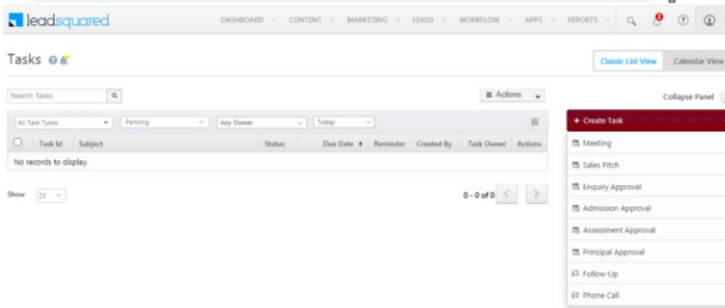 leadsquared
DASHBOARD CONTENT MARKETING LEADS WORKFLOW APPS REPORTS 2 ?
Tasks ?
Classic List View Calendar View
Search Tasks
Actions
Collapse Panel
All Task Types Pending Any Owner Today
Task Id Subject Status Due Date Reminder Created By Task Owner Actions
No records to display.
Show 25
0 - 0 of 0
+ Create Task
Meeting
Sales Pitch
Enquiry Approval
Admission Approval
Assessment Approval
Principal Approval
Follow-Up
Phone Call